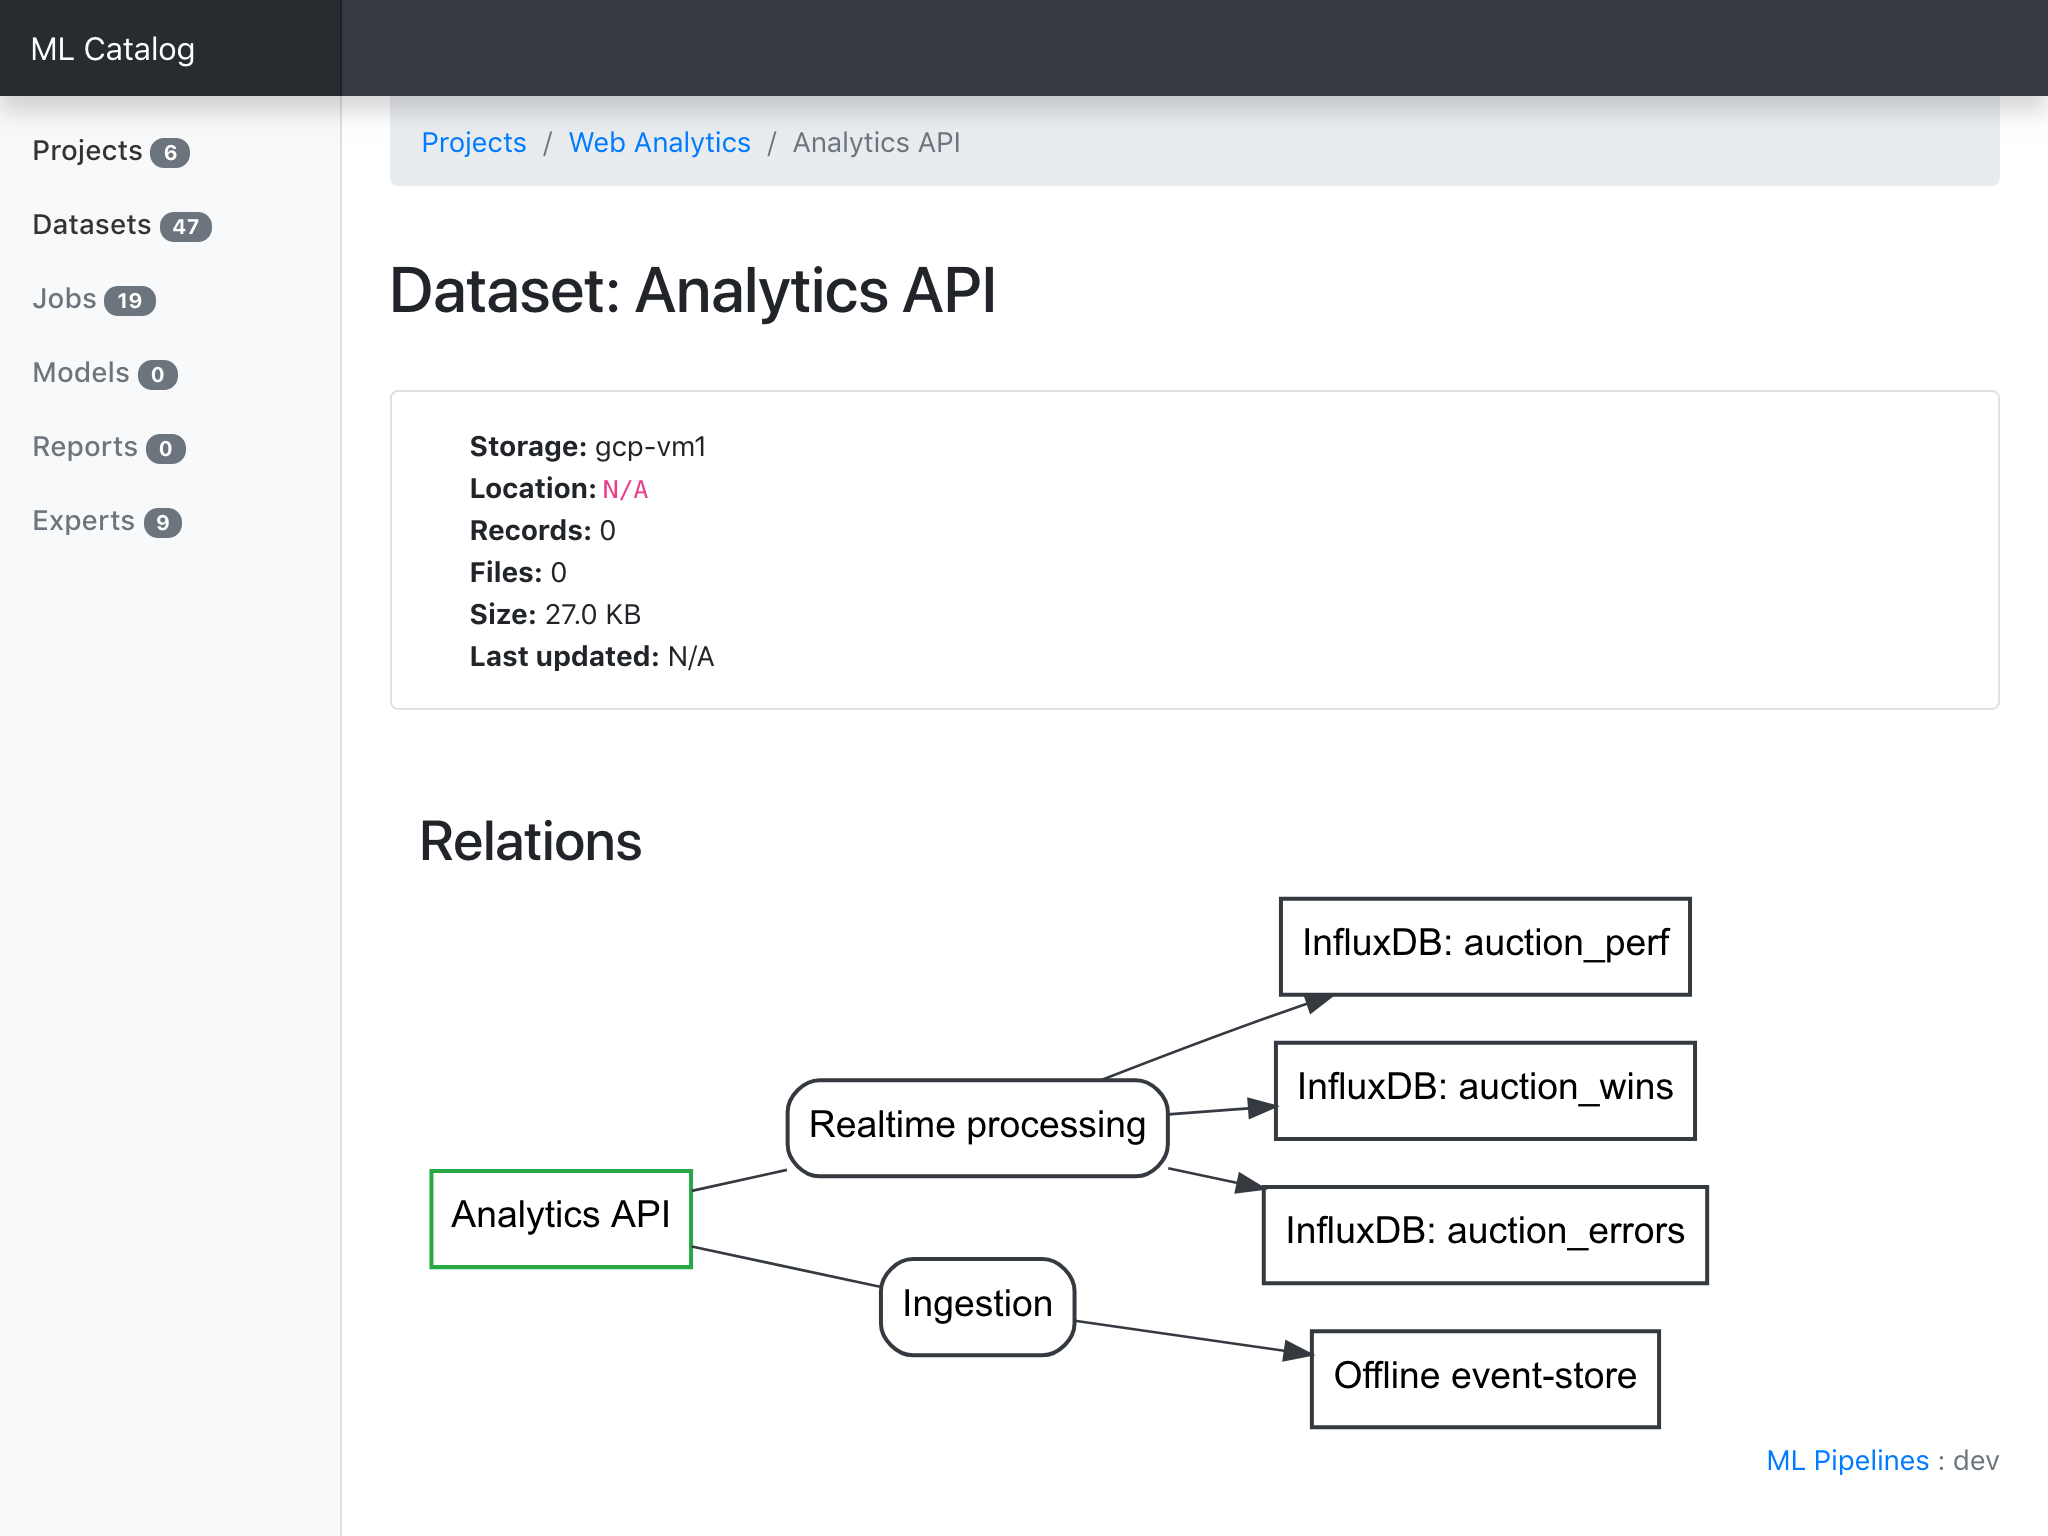 ML Catalog
Projects 6
Datasets 47
Jobs 19
Models 0
Reports 0
Experts 9
Projects / Web Analytics / Analytics API
Dataset: Analytics API
Storage: gcp-vm1
Location: N/A
Records: 0
Files: 0
Size: 27.0 KB
Last updated: N/A
Relations
InfluxDB: auction_perf
InfluxDB: auction_wins
Realtime processing
Analytics API
InfluxDB: auction_errors
Ingestion
Offline event-store
ML Pipelines : dev